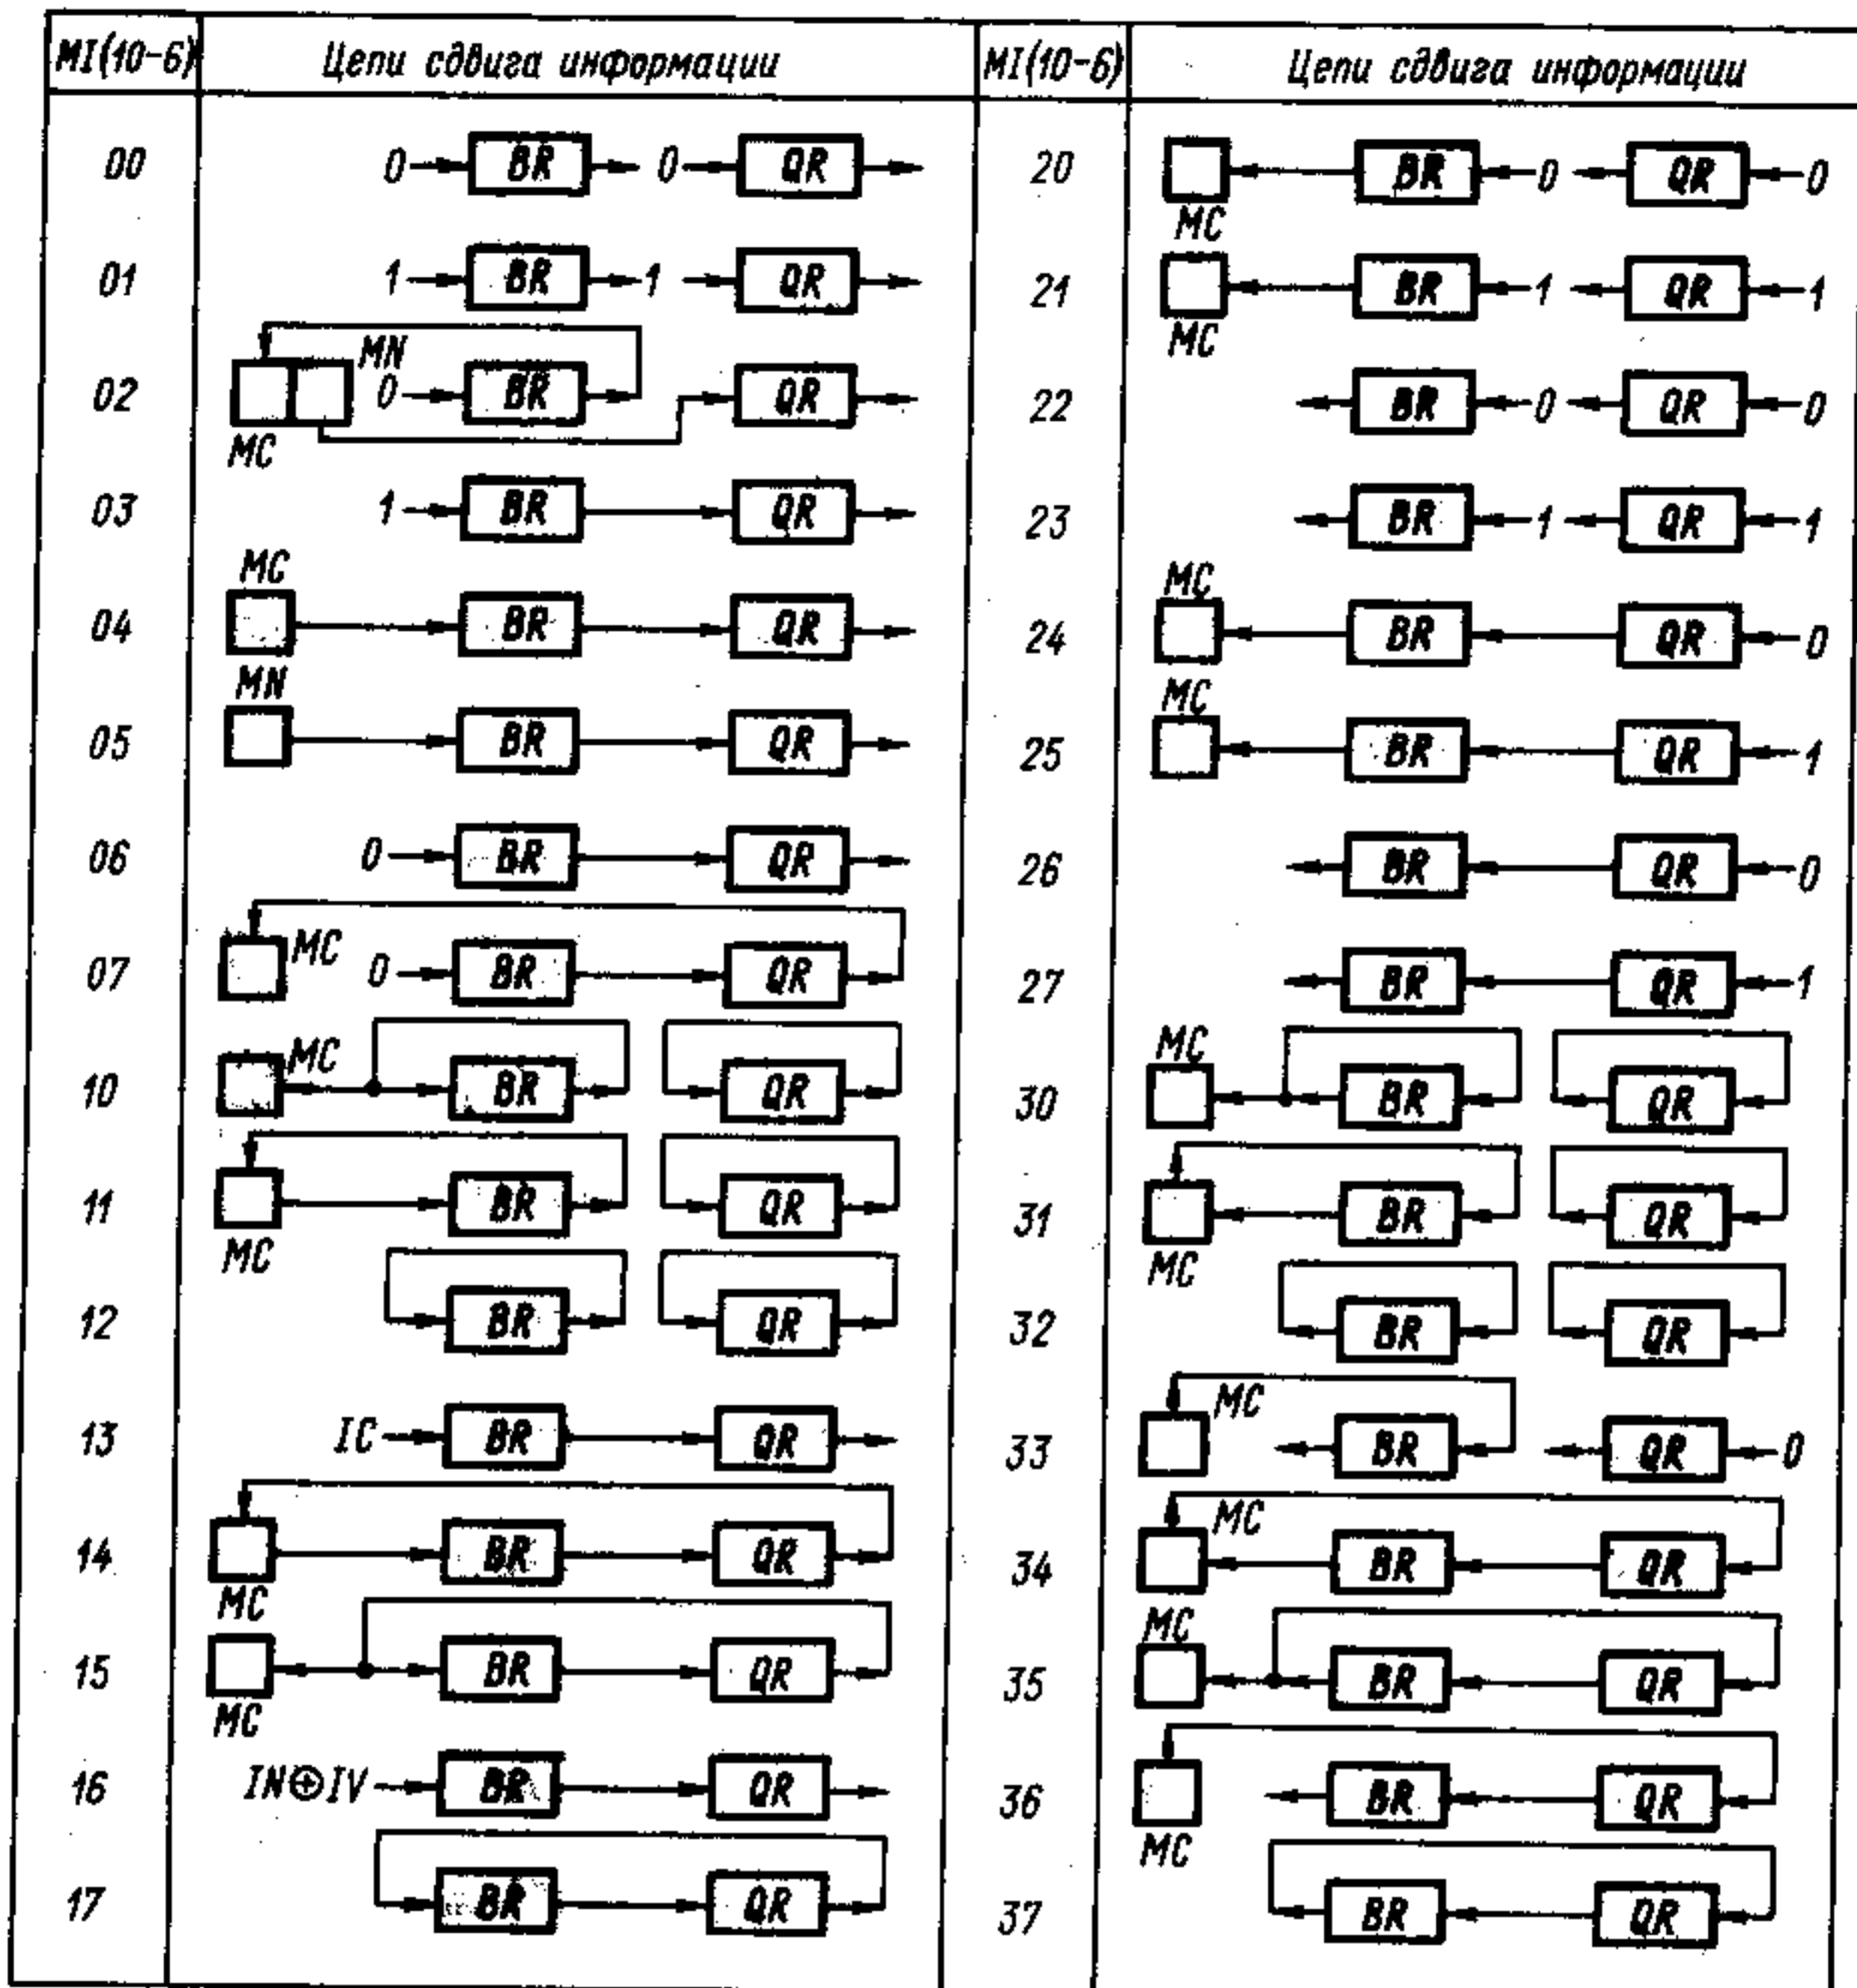 MI(10-6) Цепи сдвига информации MI(10-6) Цепи сдвига информации
00 0 BR 0 QR 20 MC BR 0 QR 0
01 1 BR 1 QR 21 MC BR 1 QR 1
02 MC MN 0 BR QR 22 BR 0 QR 0
03 1 BR QR 23 BR 1 QR 1
04 MC BR QR 24 MC BR QR 0
05 MN BR QR 25 MC BR QR 1
06 0 BR QR 26 BR QR 0
07 MC 0 BR QR 27 BR QR 1
10 MC BR QR 30 MC BR QR
11 MC BR QR 31 MC BR QR
12 BR QR 32 BR QR
13 IC BR QR 33 MC BR QR 0
14 MC BR QR 34 MC BR QR
15 MC BR QR 35 MC BR QR
16 IN⊕IV BR QR 36 MC BR QR
17 BR QR 37 BR QR